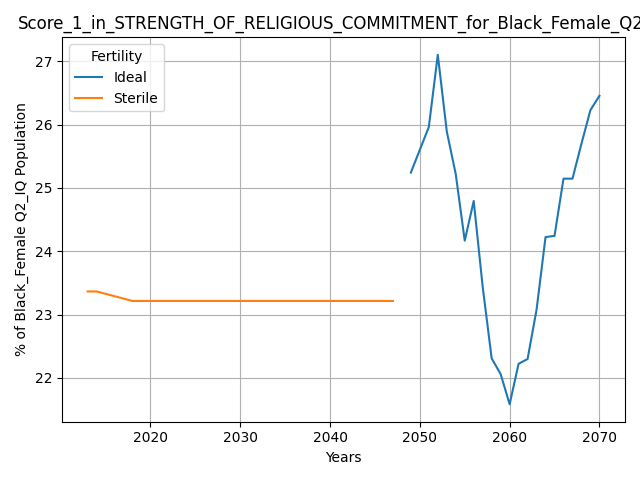 Score_1_in_STRENGTH_OF_RELIGIOUS_COMMITMENT_for_Black_Female_Q2
Fertility
Ideal
Sterile
% of Black_Female Q2_IQ Population
27
26
25
24
23
22
2020 2030 2040 2050 2060 2070
Years